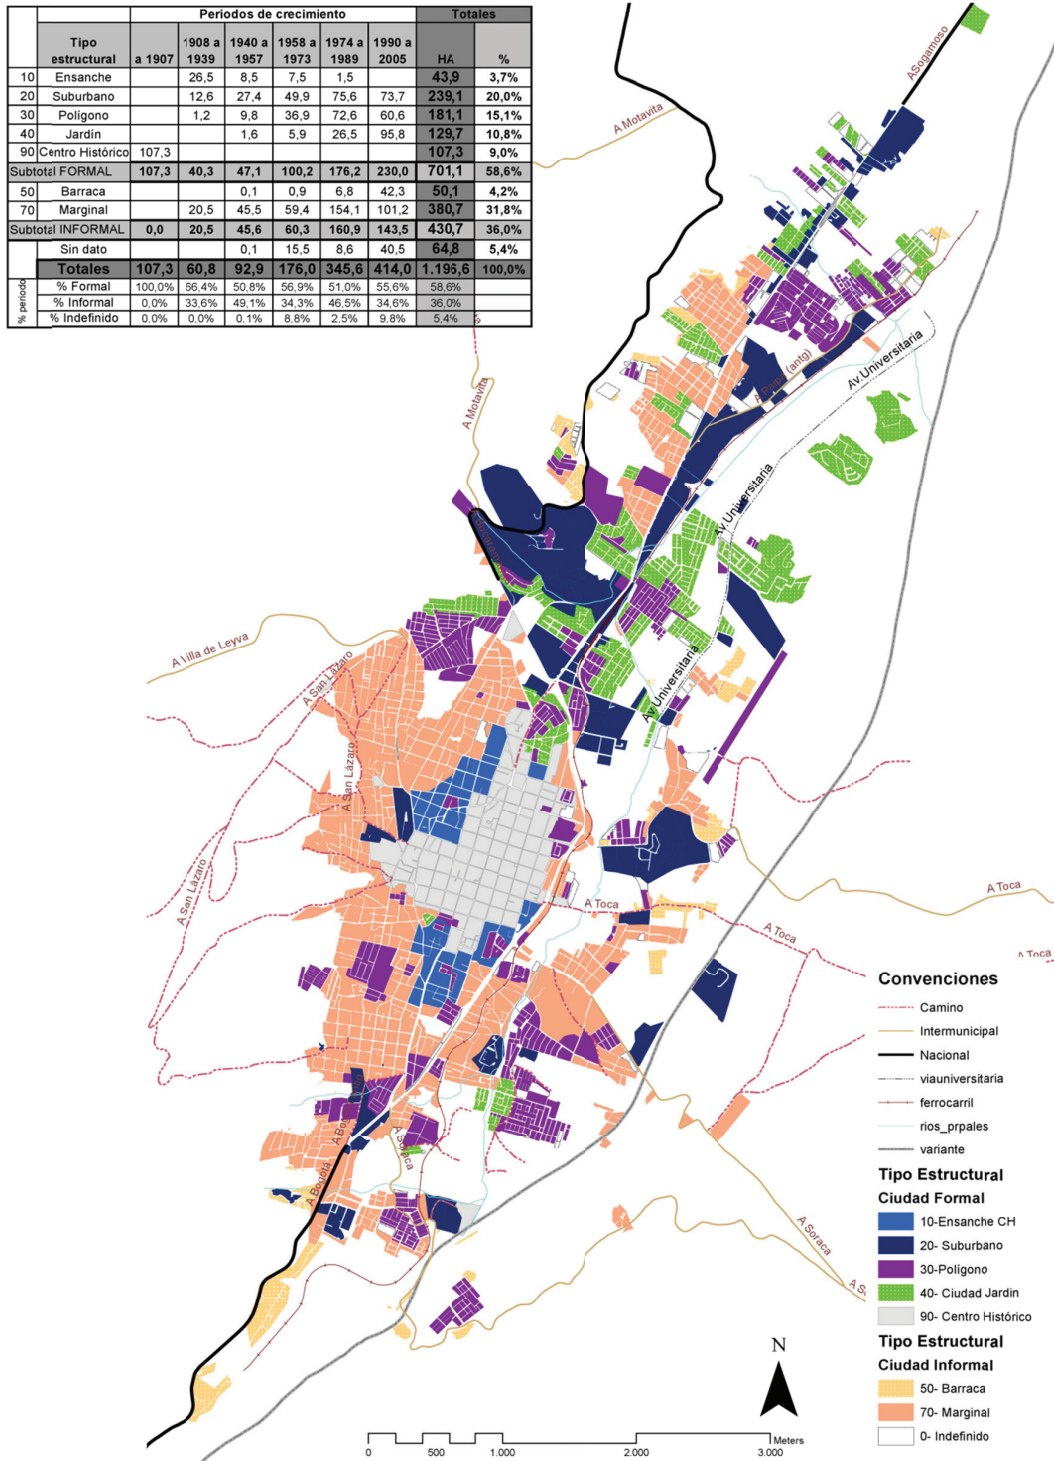 Periodos de crecimiento Totales
Tipo estructural a 1907 1908 a 1939 1940 a 1957 1958 a 1973 1974 a 1989 1990 a 2005 HA %
10 Ensanche 26,5 8,5 7,5 1,5 43,9 3,7%
20 Suburbano 12,6 27,4 49,9 75,6 73,7 239,1 20,0%
30 Polígono 1,2 9,8 36,9 72,6 60,6 181,1 15,1%
40 Jardín 1,6 5,9 26,5 95,8 129,7 10,8%
90 Centro Histórico 107,3 107,3 9,0%
Subtotal FORMAL 107,3 40,3 47,1 100,2 176,2 230,0 701,1 58,6%
50 Barraca 0,1 0,9 6,8 42,3 50,1 4,2%
70 Marginal 20,5 45,5 59,4 154,1 101,2 380,7 31,8%
Subtotal INFORMAL 0,0 20,5 45,6 60,3 160,9 143,5 430,7 36,0%
Sin dato 0,1 15,5 8,6 40,5 64,8 5,4%
Totales 107,3 60,8 92,9 176,0 345,6 414,0 1.196,6 100,0%
% periodo
% Formal 100,0% 66,4% 50,8% 56,9% 51,0% 55,6% 58,6%
% Informal 0,0% 33,6% 49,1% 34,3% 46,5% 34,6% 36,0%
% Indefinido 0,0% 0,0% 0,1% 8,8% 2,5% 9,8% 5,4%
A Sogamoso
A Motavita
A Motavita
A Paipa (antg)
Av.Universitaria
Av.Universitaria
Av.Universitaria
A Villa de Leyva
A San Lázaro
A San Lázaro
A San Lázaro
A Toca
A Toca
A Toca
A Toca
A Soraca
A Bogotá
A Soraca
Convenciones
Camino
Intermunicipal
Nacional
viauniversitaria
ferrocarril
rios_prpales
variante
Tipo Estructural
Ciudad Formal
10-Ensanche CH
20- Suburbano
30-Polígono
40- Ciudad Jardín
90- Centro Histórico
Tipo Estructural
Ciudad Informal
50- Barraca
70- Marginal
0- Indefinido
N
Meters
0 500 1.000 2.000 3.000